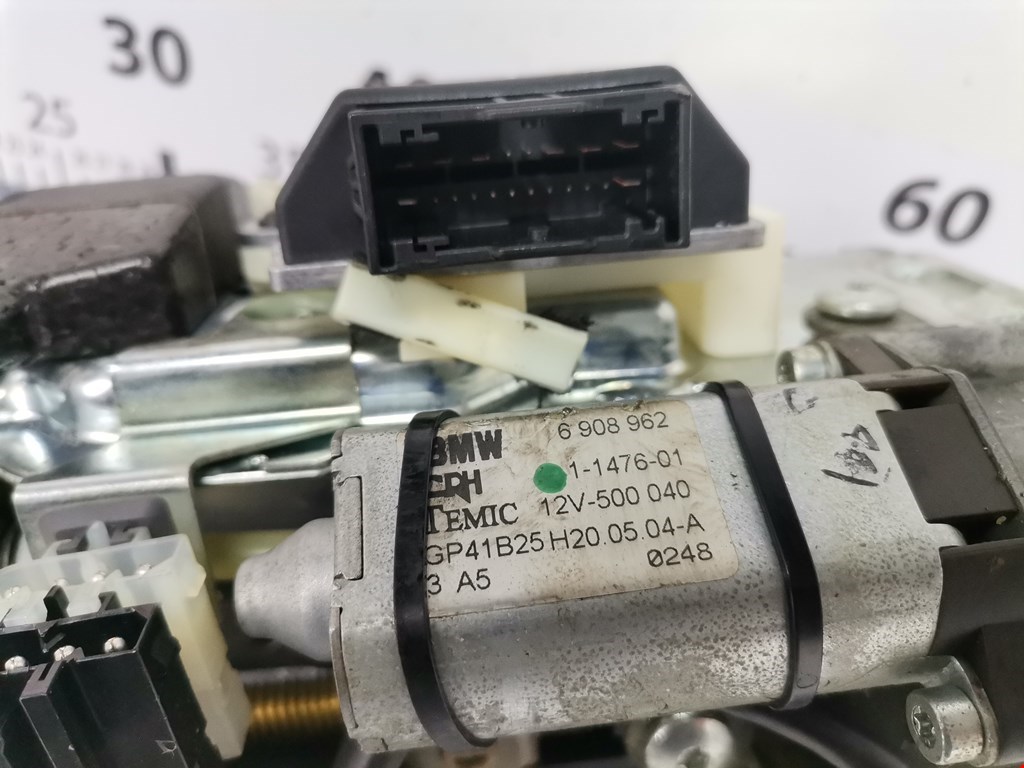 30
25
60
BMW 6 908 962
CRH 1-1476-01
TEMIC 12V-500 040
GP41B25 H20.05.04-A
3 A5 0248